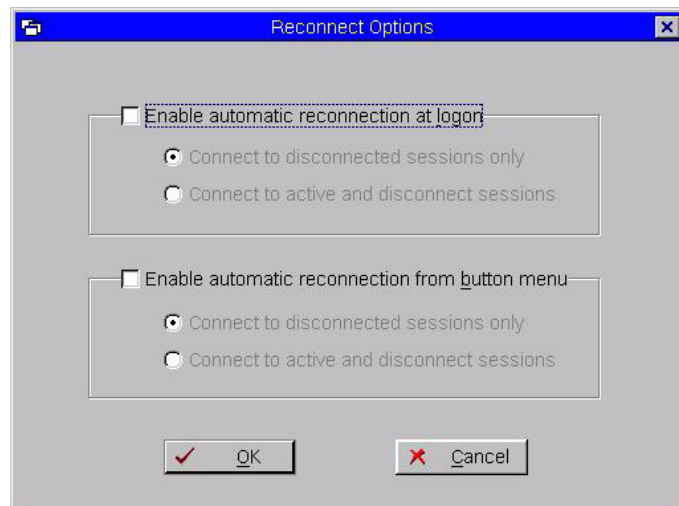 Reconnect Options
Enable automatic reconnection at logon
Connect to disconnected sessions only
Connect to active and disconnect sessions
Enable automatic reconnection from button menu
Connect to disconnected sessions only
Connect to active and disconnect sessions
OK
Cancel